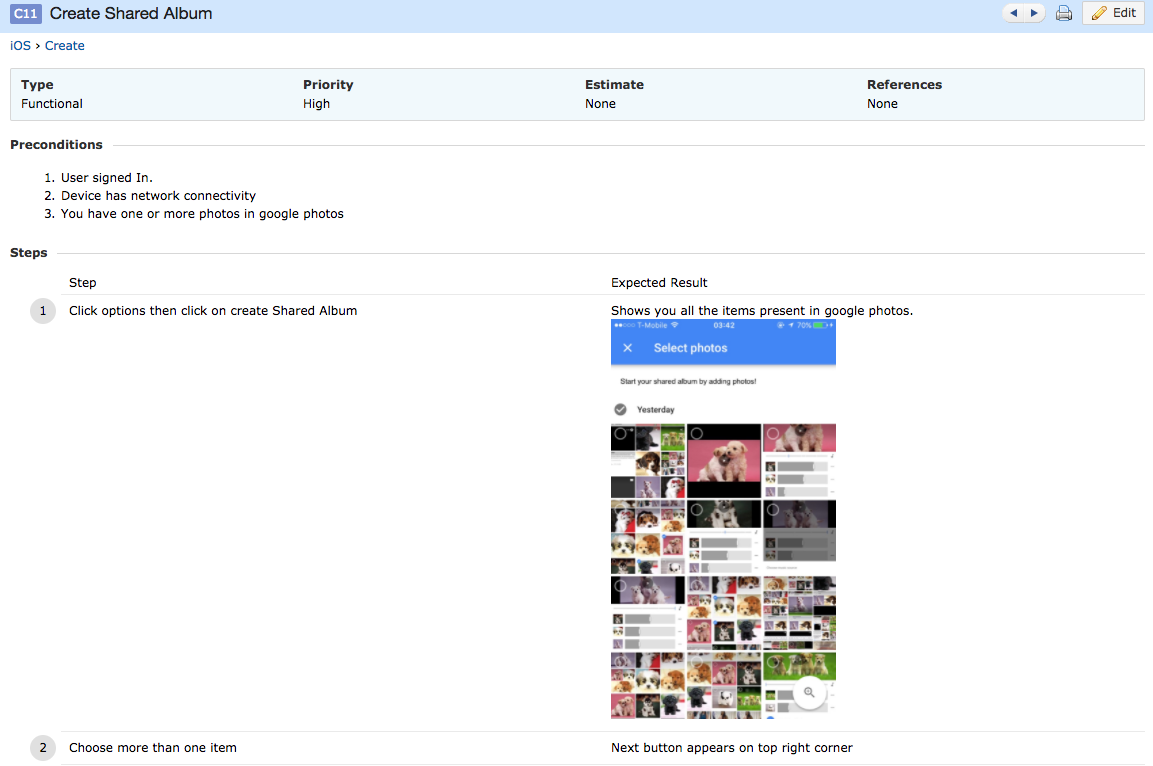 C11 Create Shared Album
Edit
iOS > Create
Type Priority Estimate References
Functional High None None
Preconditions
1. User signed In.
2. Device has network connectivity
3. You have one or more photos in google photos
Steps
Step Expected Result
1 Click options then click on create Shared Album Shows you all the items present in google photos.
T-Mobile 03:42 70%
× Select photos
Start your shared album by adding photos!
Yesterday
2 Choose more than one item Next button appears on top right corner